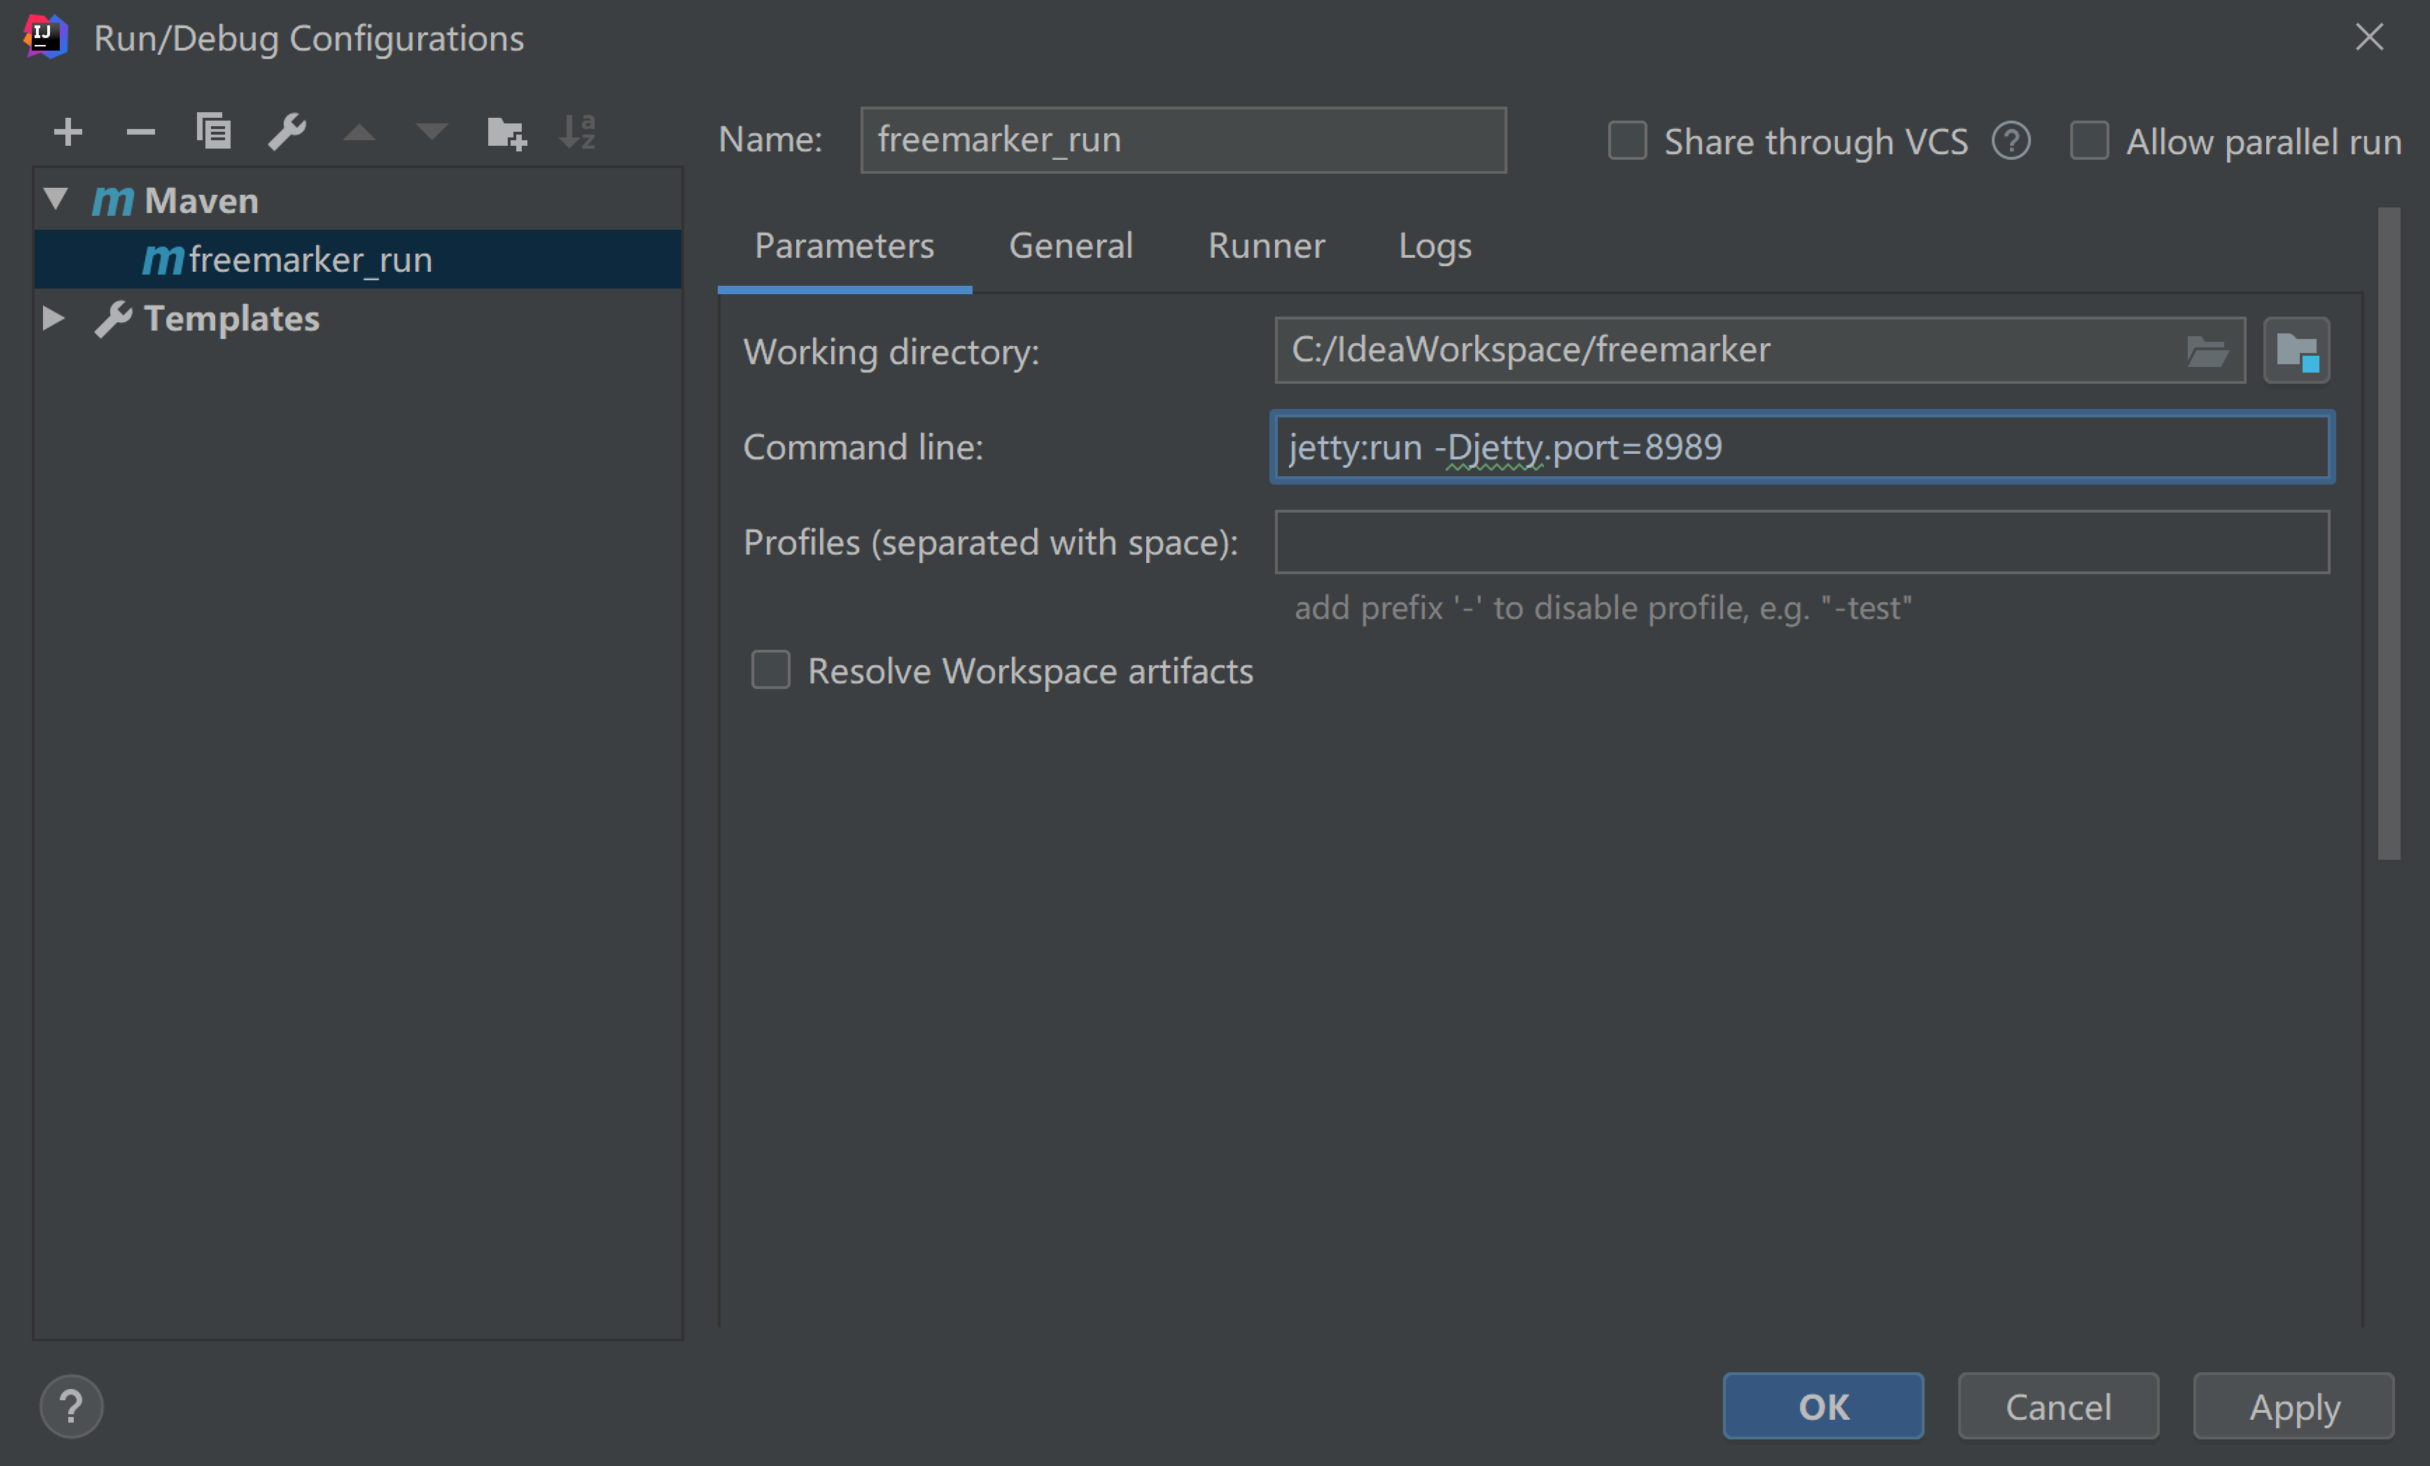 Run/Debug Configurations
Name: freemarker_run Share through VCS ? Allow parallel run
Maven
freemarker_run
Templates
Parameters General Runner Logs
Working directory: C:/IdeaWorkspace/freemarker
Command line: jetty:run -Djetty.port=8989
Profiles (separated with space):
add prefix '-' to disable profile, e.g. "-test"
Resolve Workspace artifacts
? OK Cancel Apply